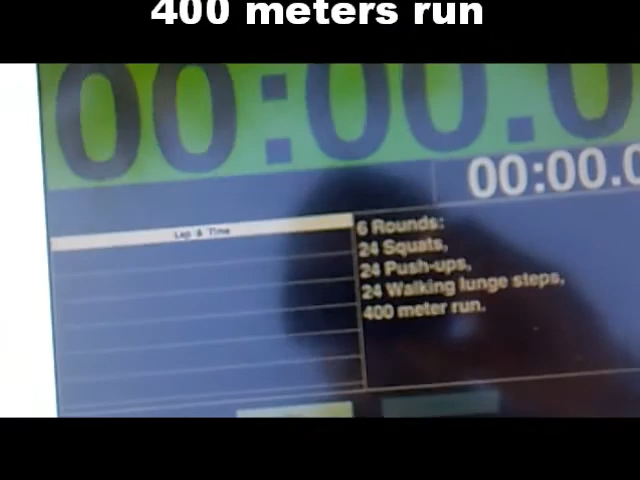 400 meters run
00:00.0
00:00.0
Lap & Time
6 Rounds:
24 Squats,
24 Push-ups,
24 Walking lunge steps,
400 meter run.